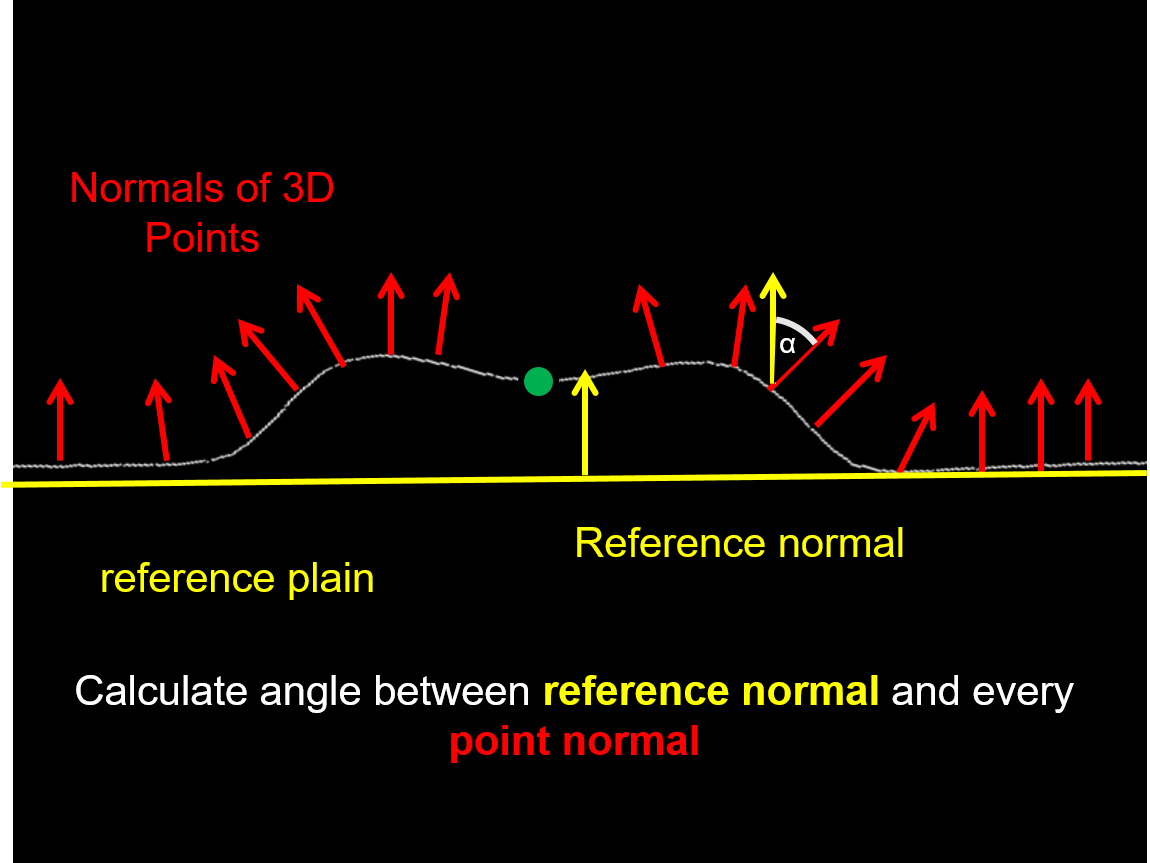 Normals of 3D
Points
α
Reference normal
reference plain
Calculate angle between reference normal and every
point normal